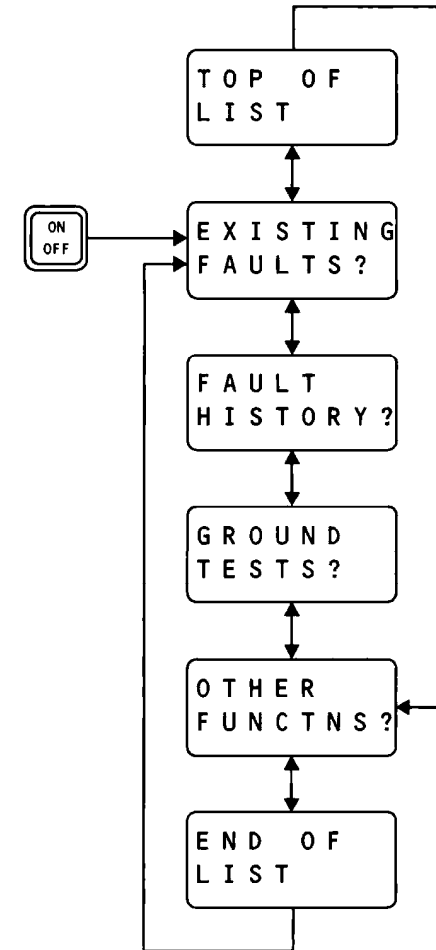 TOP OF
LIST
ON
OFF
EXISTING
FAULTS?
FAULT
HISTORY?
GROUND
TESTS?
OTHER
FUNCTNS?
END OF
LIST